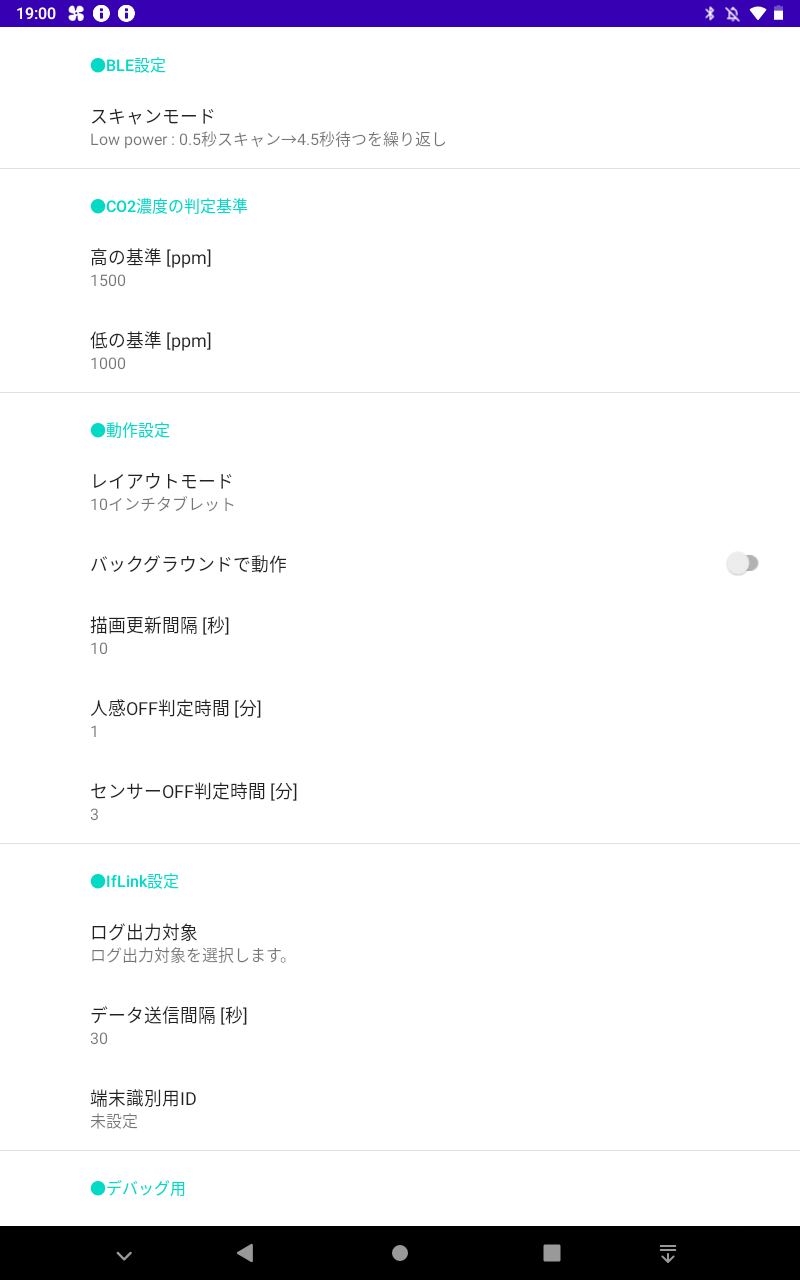 19:00
●BLE設定
スキャンモード
Low power : 0.5秒スキャン→4.5秒待つを繰り返し
●CO2濃度の判定基準
高の基準 [ppm]
1500
低の基準 [ppm]
1000
●動作設定
レイアウトモード
10インチタブレット
バックグラウンドで動作
描画更新間隔 [秒]
10
人感OFF判定時間 [分]
1
センサーOFF判定時間 [分]
3
●IfLink設定
ログ出力対象
ログ出力対象を選択します。
データ送信間隔 [秒]
30
端末識別用ID
未設定
●デバッグ用